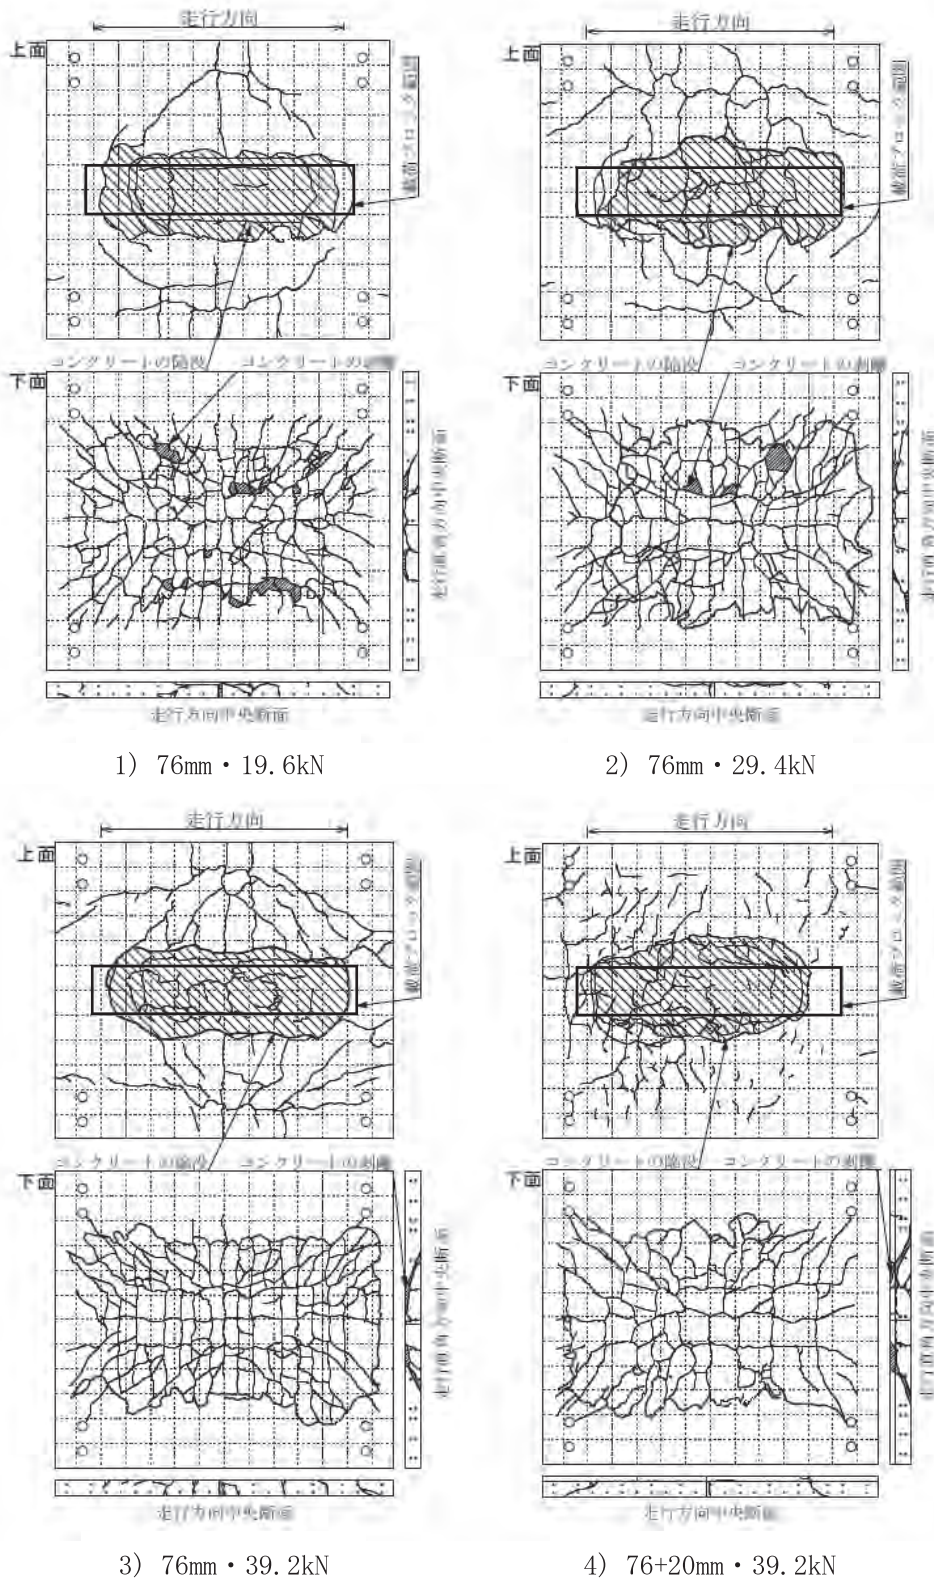 走行方向
上面
載荷ブロック範囲
コンクリートの陥没 コンクリートの剥離
下面
走行直角方向中央断面
走行方向中央断面
1) 76mm・19.6kN
走行方向
上面
載荷ブロック範囲
コンクリートの陥没 コンクリートの剥離
下面
走行直角方向中央断面
走行方向中央断面
2) 76mm・29.4kN
走行方向
上面
載荷ブロック範囲
コンクリートの陥没 コンクリートの剥離
下面
走行直角方向中央断面
走行方向中央断面
3) 76mm・39.2kN
走行方向
上面
載荷ブロック範囲
コンクリートの陥没 コンクリートの剥離
下面
走行直角方向中央断面
走行方向中央断面
4) 76+20mm・39.2kN